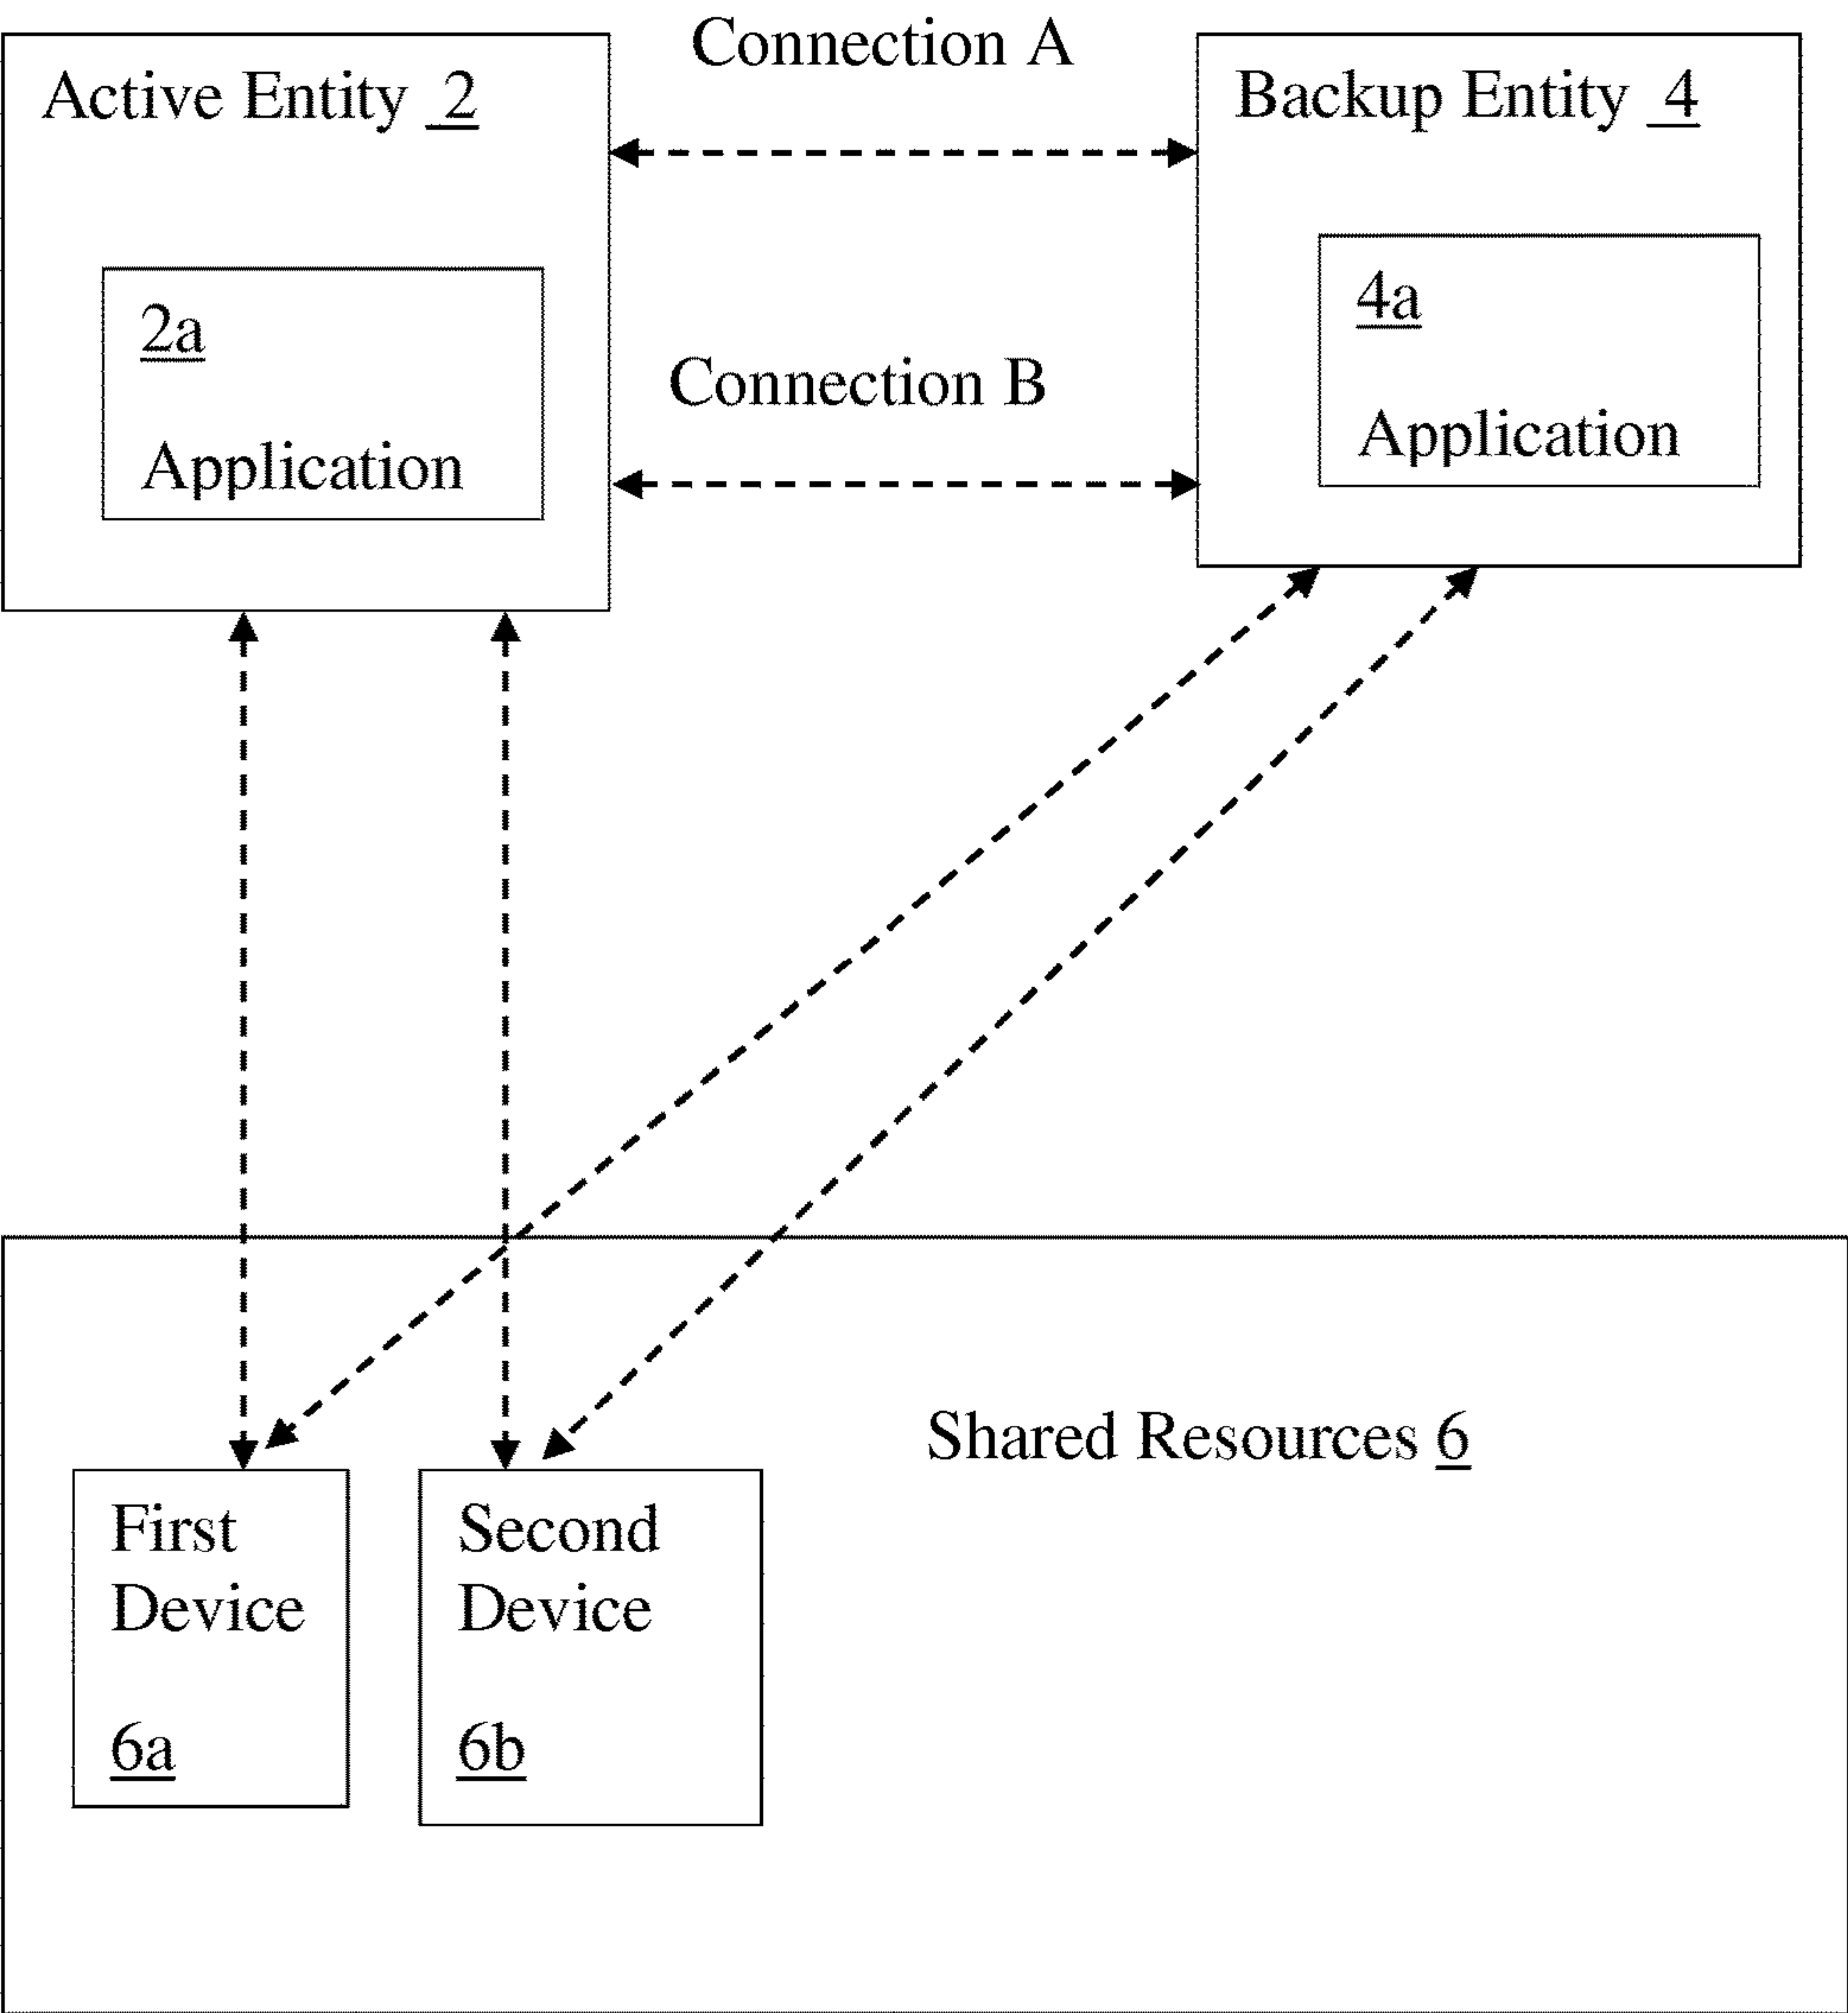 Connection A
Active Entity 2
Backup Entity 4
2a
Application
4a
Application
Connection B
Shared Resources 6
First
Device
6a
Second
Device
6b